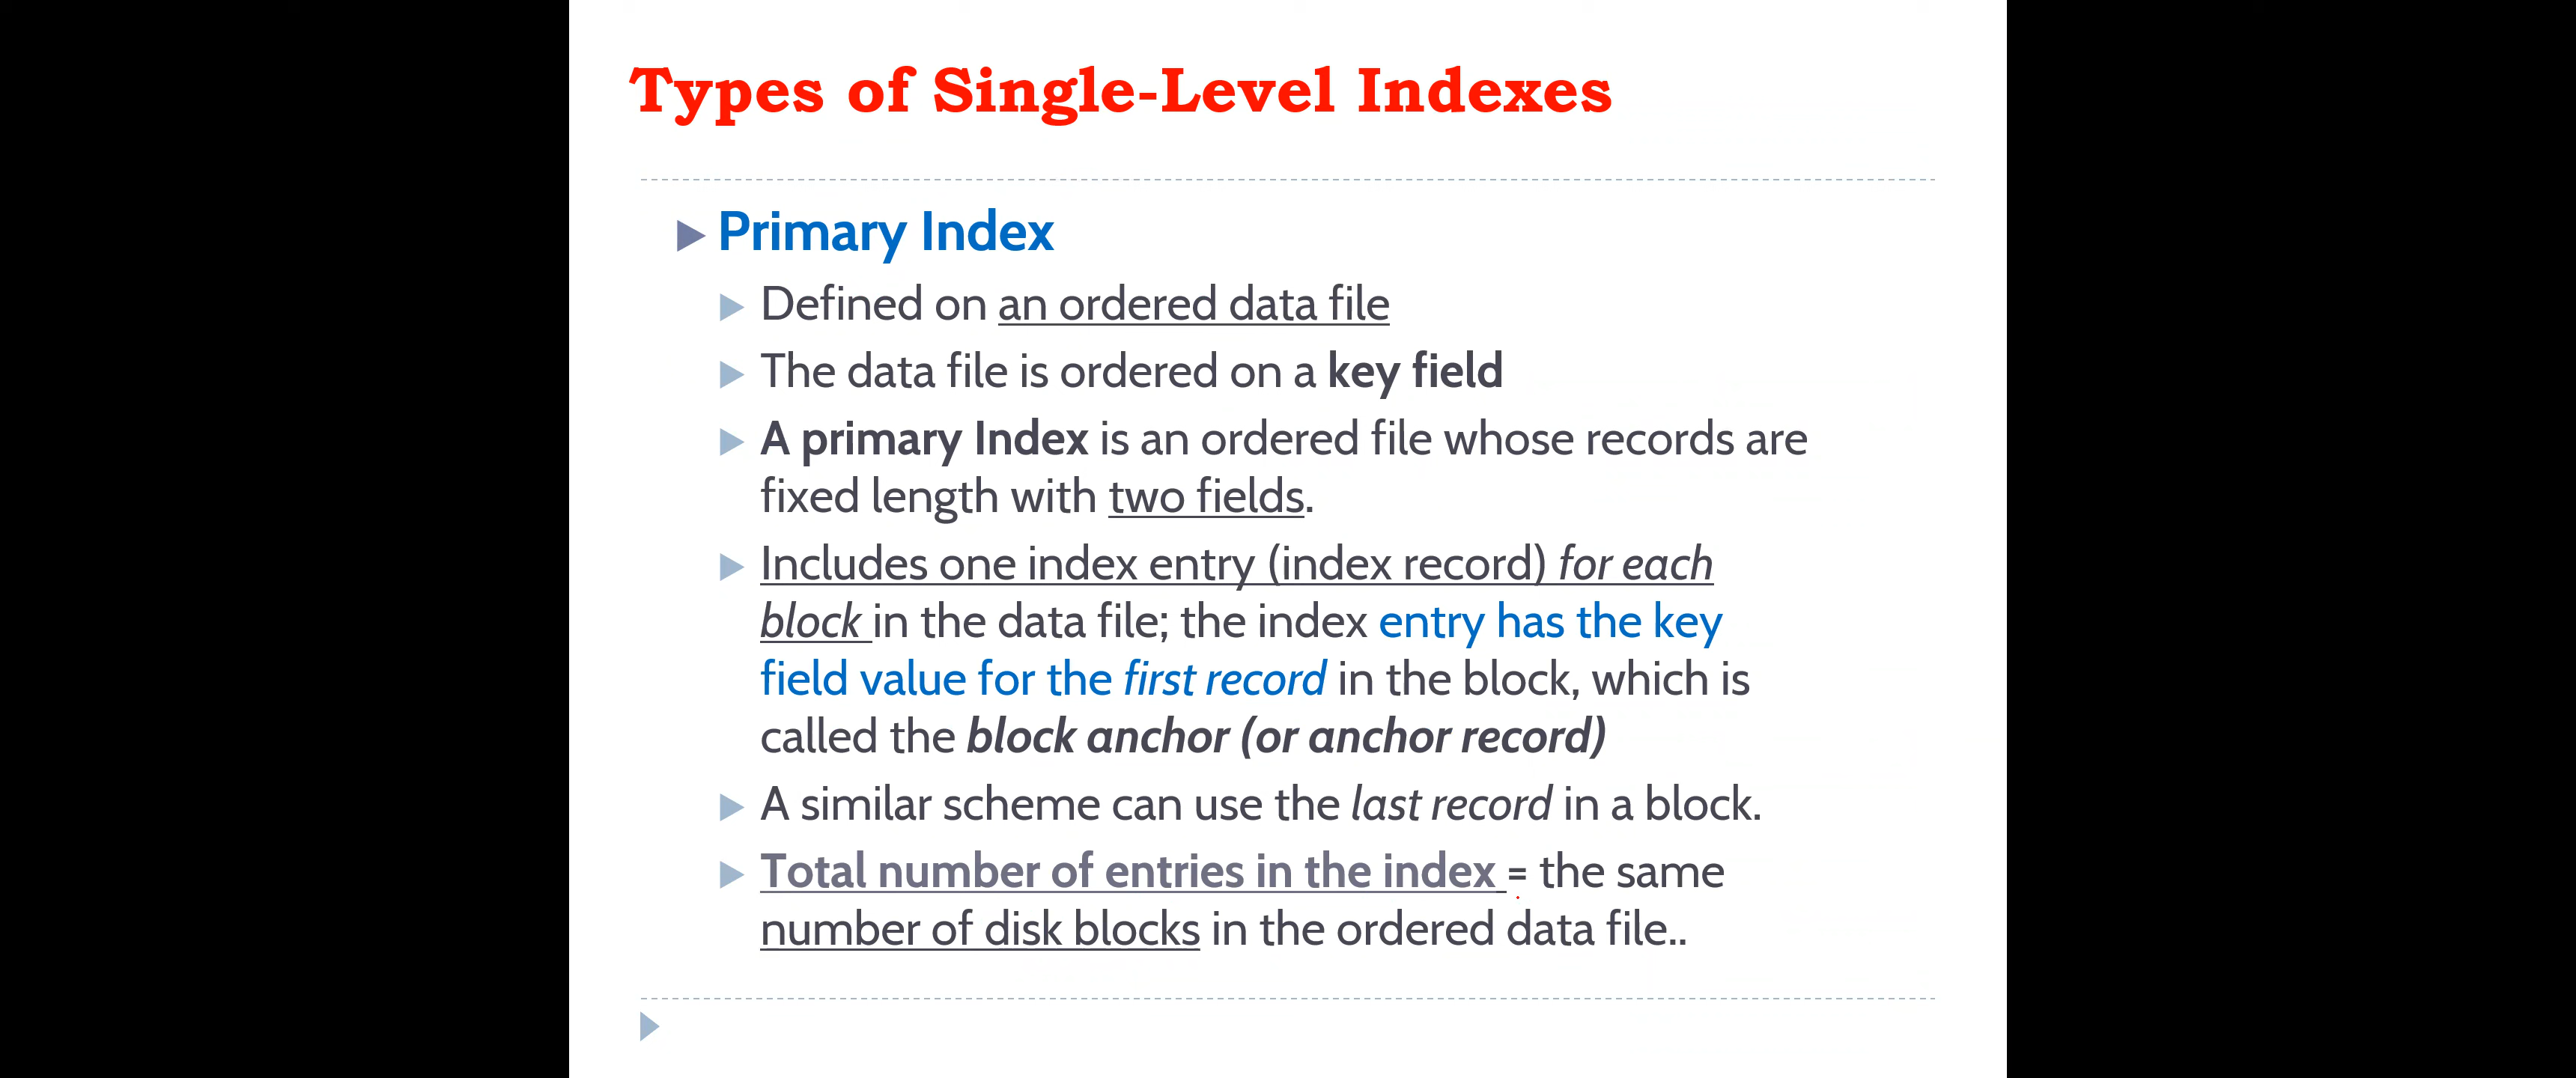 Types of Single-Level Indexes
Primary Index
Defined on an ordered data file
The data file is ordered on a key field
A primary Index is an ordered file whose records are
fixed length with two fields.
Includes one index entry (index record) for each
block in the data file; the index entry has the key
field value for the first record in the block, which is
called the block anchor (or anchor record)
A similar scheme can use the last record in a block.
Total number of entries in the index = the same
number of disk blocks in the ordered data file..